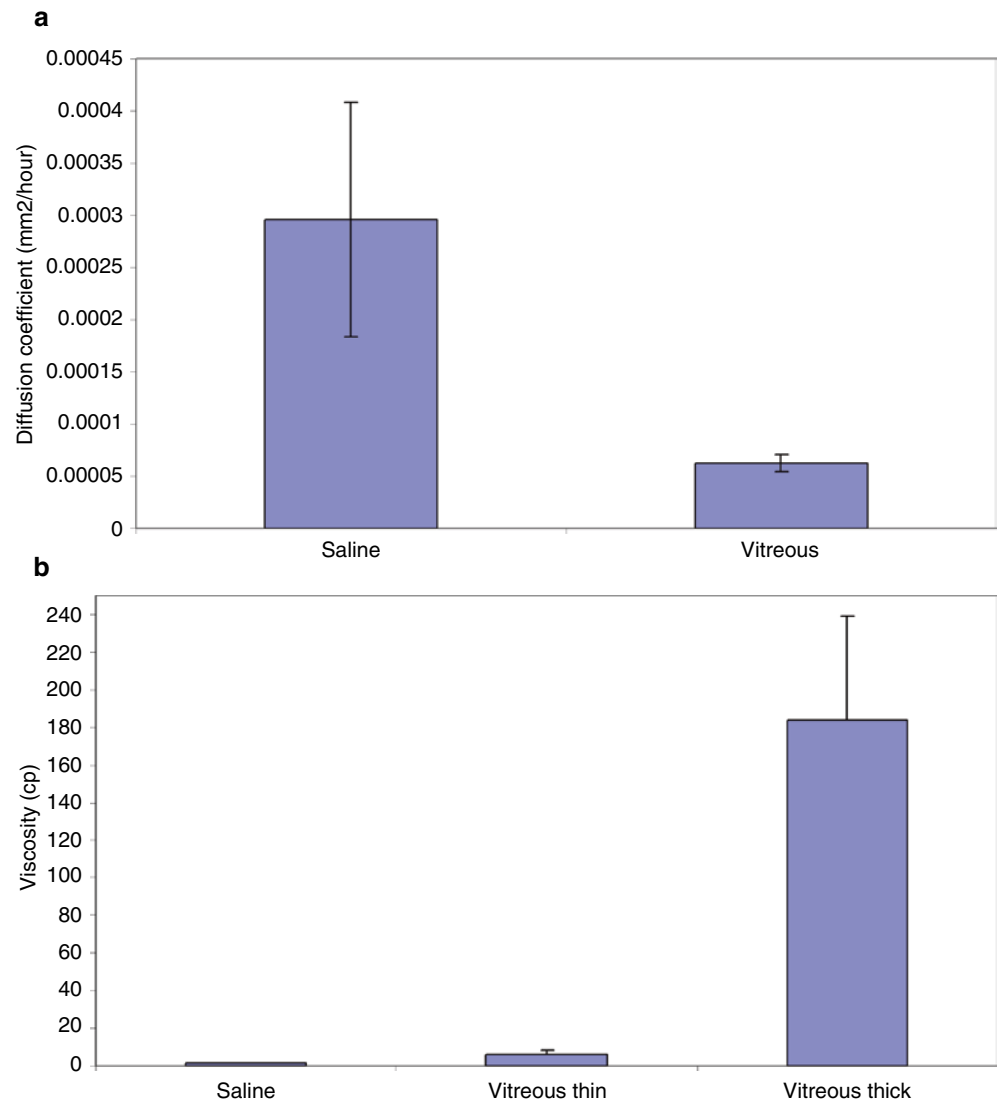 a
Diffusion coefficient (mm2/hour)
0.00045
0.0004
0.00035
0.0003
0.00025
0.0002
0.00015
0.0001
0.00005
0
Saline
Vitreous
b
Viscosity (cp)
240
220
200
180
160
140
120
100
80
60
40
20
0
Saline
Vitreous thin
Vitreous thick